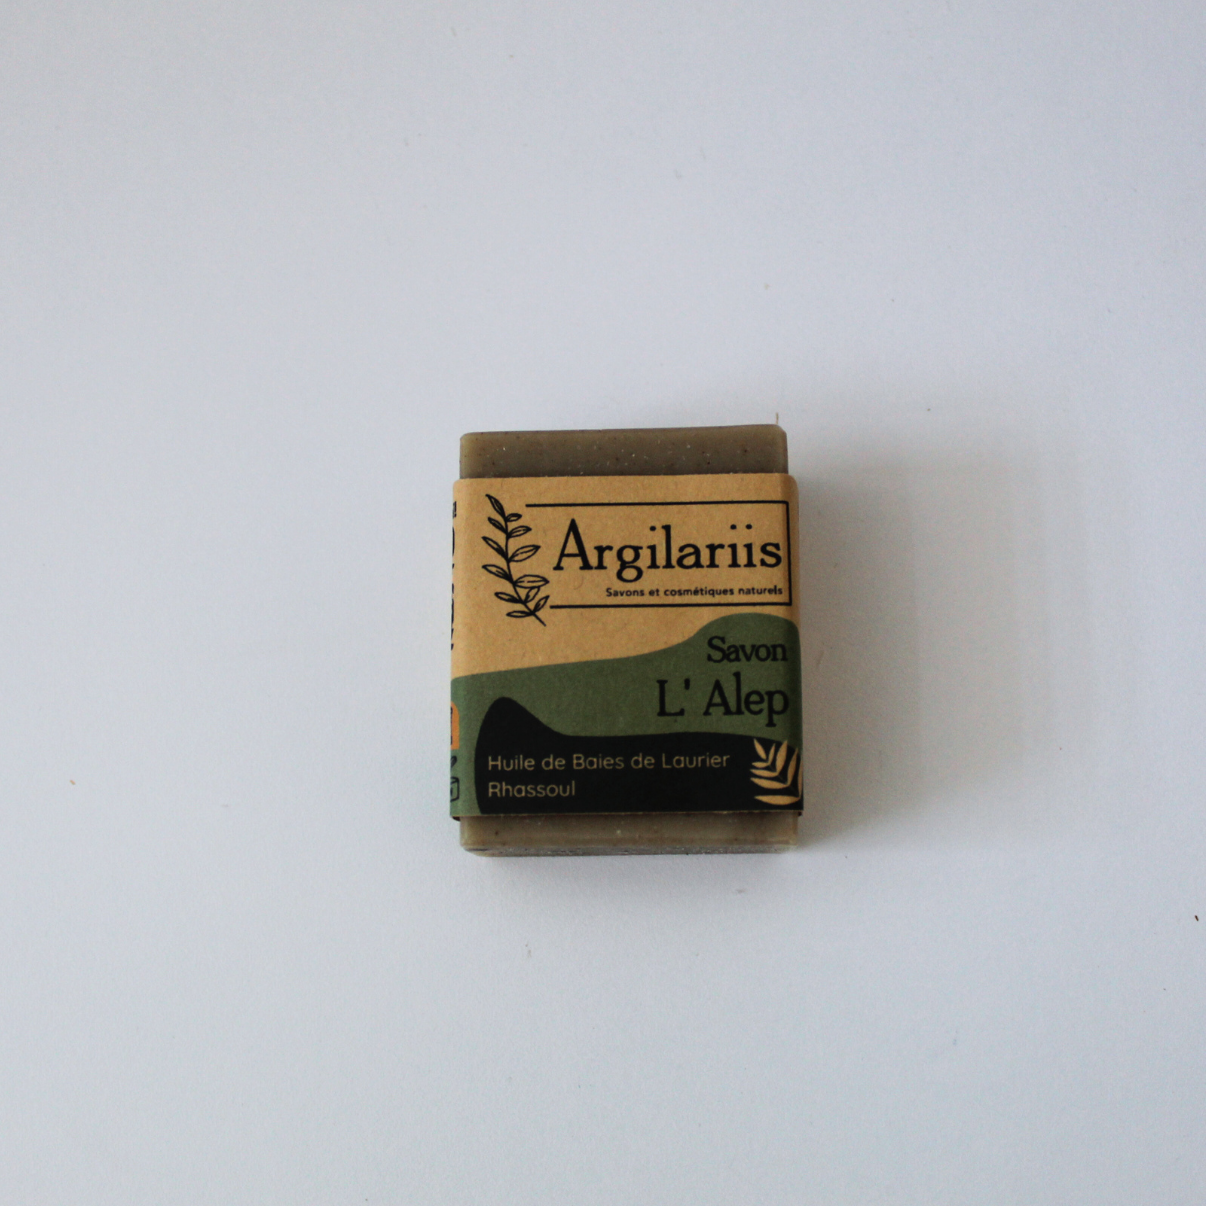 Argilariis
Savons et cosmétiques naturels
Savon
L' Alep
Huile de Baies de Laurier
Rhassoul